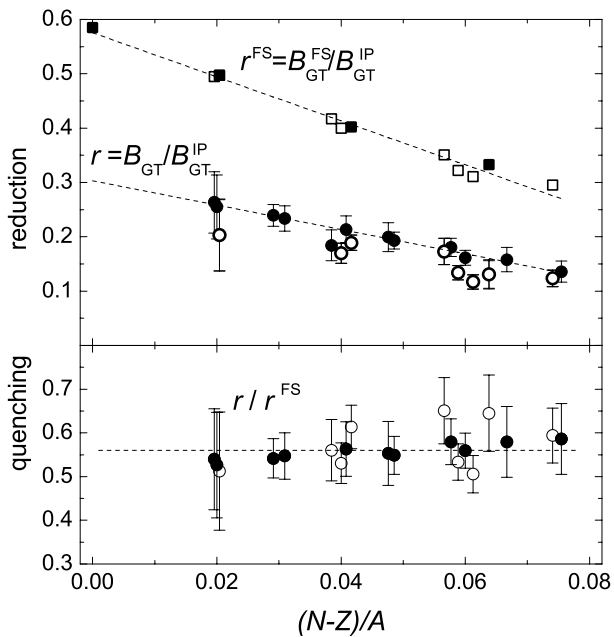 0.6
r^FS=B_GT^FS/B_GT^IP
0.5
0.4
r=B_GT/B_GT^IP
0.3
0.2
0.1
reduction
0.7
r / r^FS
0.6
0.5
0.4
0.3
quenching
0.00 0.02 0.04 0.06 0.08
(N-Z)/A